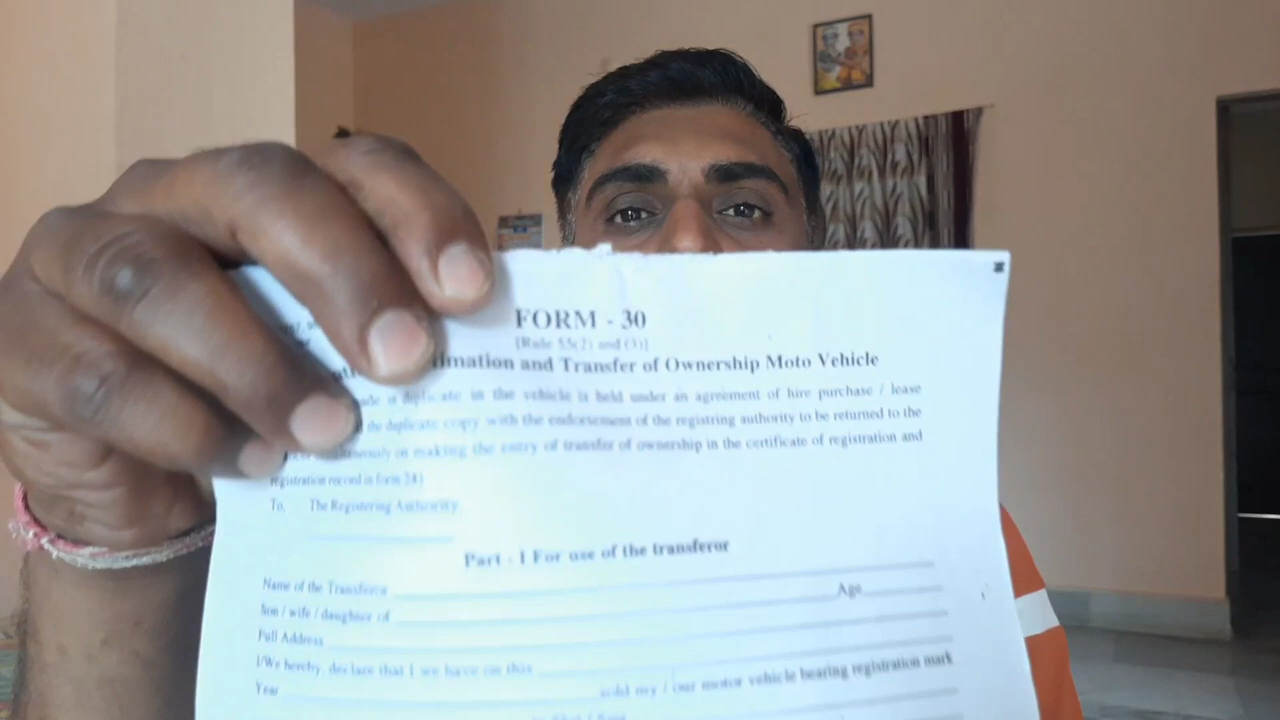 FORM - 30
[Rule 55(2) and (3)]
and Transfer of Ownership Moto Vehicle
is diplicate in the vehicle is held under an agreement of hire purchase / lease
the duplicate copy with the endorsement of the registring authority to be returned to the
on making the entry of transfer of ownership in the certificate of registration and
registration record in form 24)
To, The Registering Authority
Part - I For use of the transferor
Name of the Transferor Age
Son / wife / daughter of
Full Address
I/We hereby, declare that I we have on this
Year sold my / our motor vehicle bearing registration mark